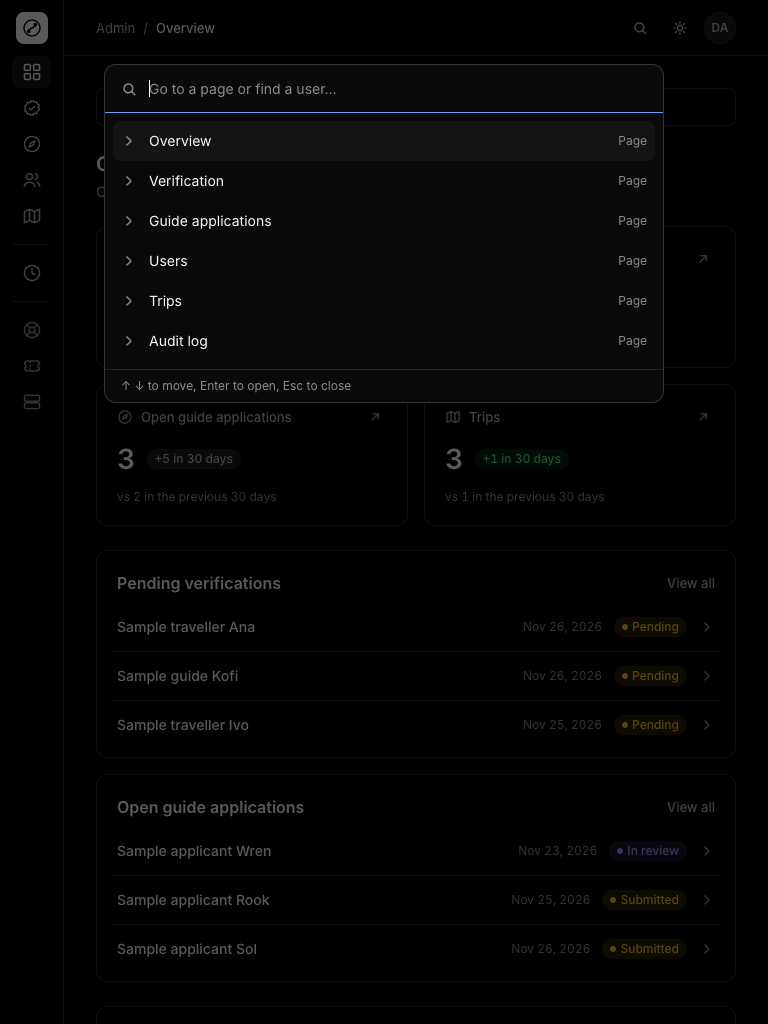 Admin / Overview
DA
Go to a page or find a user...
Overview Page
Verification Page
Guide applications Page
Users Page
Trips Page
Audit log Page
↑ ↓ to move, Enter to open, Esc to close
Open guide applications
3 +5 in 30 days
vs 2 in the previous 30 days
Trips
3 +1 in 30 days
vs 1 in the previous 30 days
Pending verifications View all
Sample traveller Ana Nov 26, 2026 Pending
Sample guide Kofi Nov 26, 2026 Pending
Sample traveller Ivo Nov 25, 2026 Pending
Open guide applications View all
Sample applicant Wren Nov 23, 2026 In review
Sample applicant Rook Nov 25, 2026 Submitted
Sample applicant Sol Nov 26, 2026 Submitted